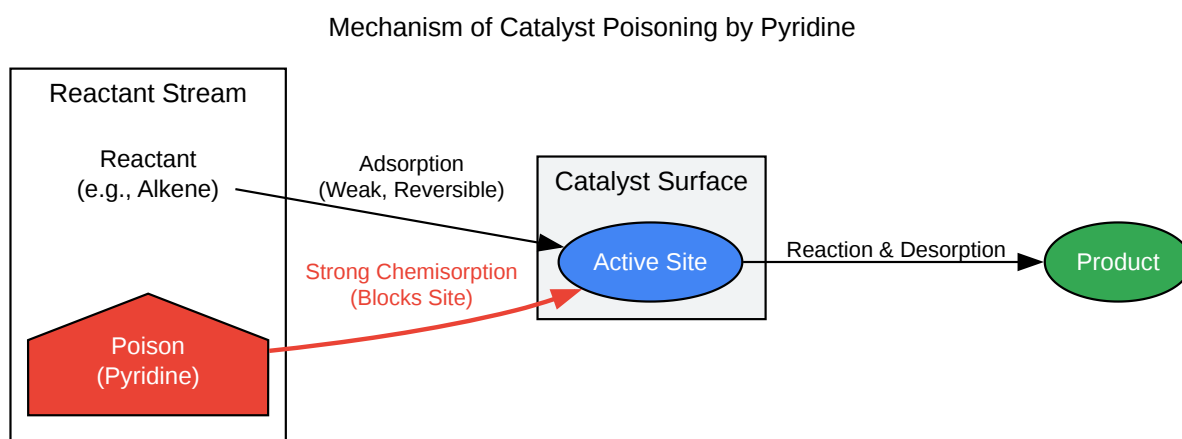 Mechanism of Catalyst Poisoning by Pyridine
Reactant Stream
Reactant
(e.g., Alkene)
Adsorption
(Weak, Reversible)
Catalyst Surface
Active Site
Reaction & Desorption
Product
Strong Chemisorption
(Blocks Site)
Poison
(Pyridine)